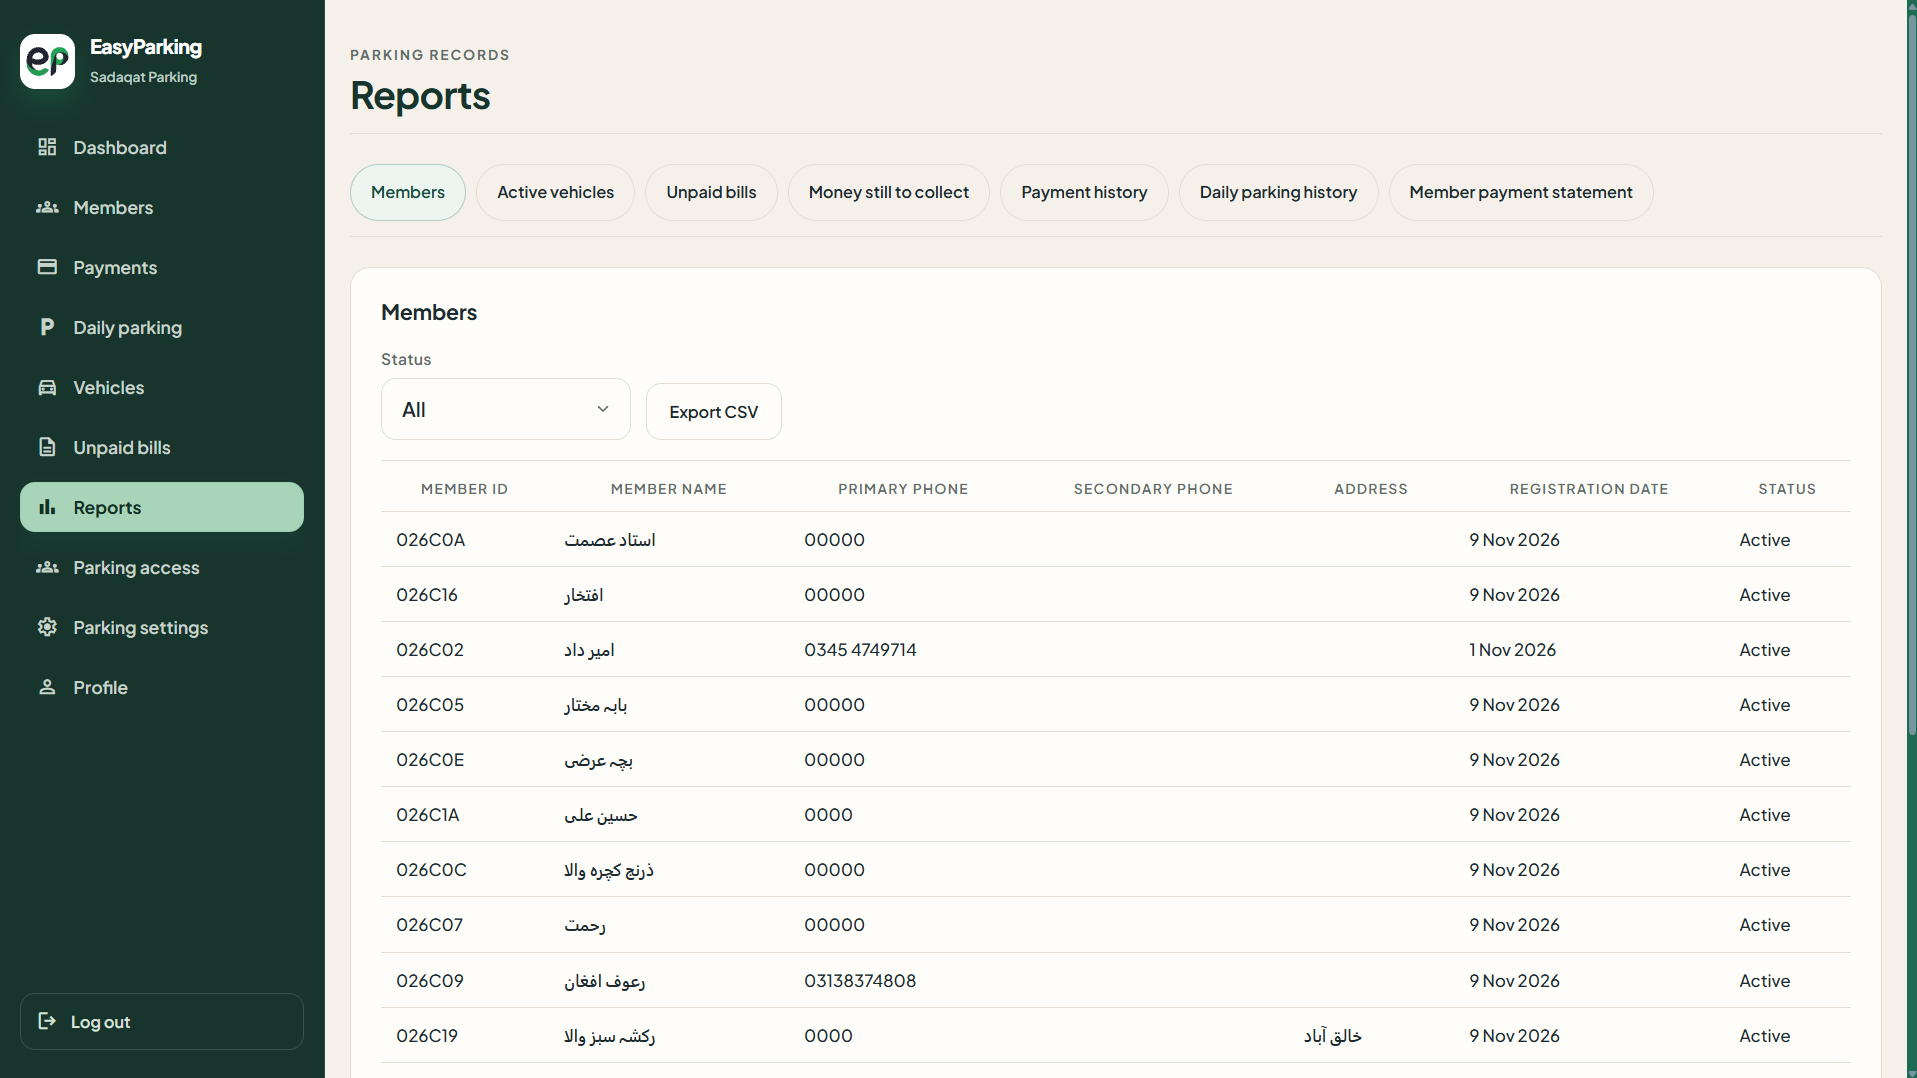 ep
EasyParking
Sadaqat Parking
Dashboard
Members
Payments
Daily parking
Vehicles
Unpaid bills
Reports
Parking access
Parking settings
Profile
Log out
PARKING RECORDS
Reports
Members Active vehicles Unpaid bills Money still to collect Payment history Daily parking history Member payment statement
Members
Status
All Export CSV
MEMBER ID MEMBER NAME PRIMARY PHONE SECONDARY PHONE ADDRESS REGISTRATION DATE STATUS
026C0A استاد عصمت 00000 9 Nov 2026 Active
026C16 افتخار 00000 9 Nov 2026 Active
026C02 امیر داد 0345 4749714 1 Nov 2026 Active
026C05 بابہ مختار 00000 9 Nov 2026 Active
026C0E بچہ عرضی 00000 9 Nov 2026 Active
026C1A حسین علی 0000 9 Nov 2026 Active
026C0C ذرنج کچرہ والا 00000 9 Nov 2026 Active
026C07 رحمت 00000 9 Nov 2026 Active
026C09 رعوف افغان 03138374808 9 Nov 2026 Active
026C19 رکشہ سبز والا 0000 خالق آباد 9 Nov 2026 Active